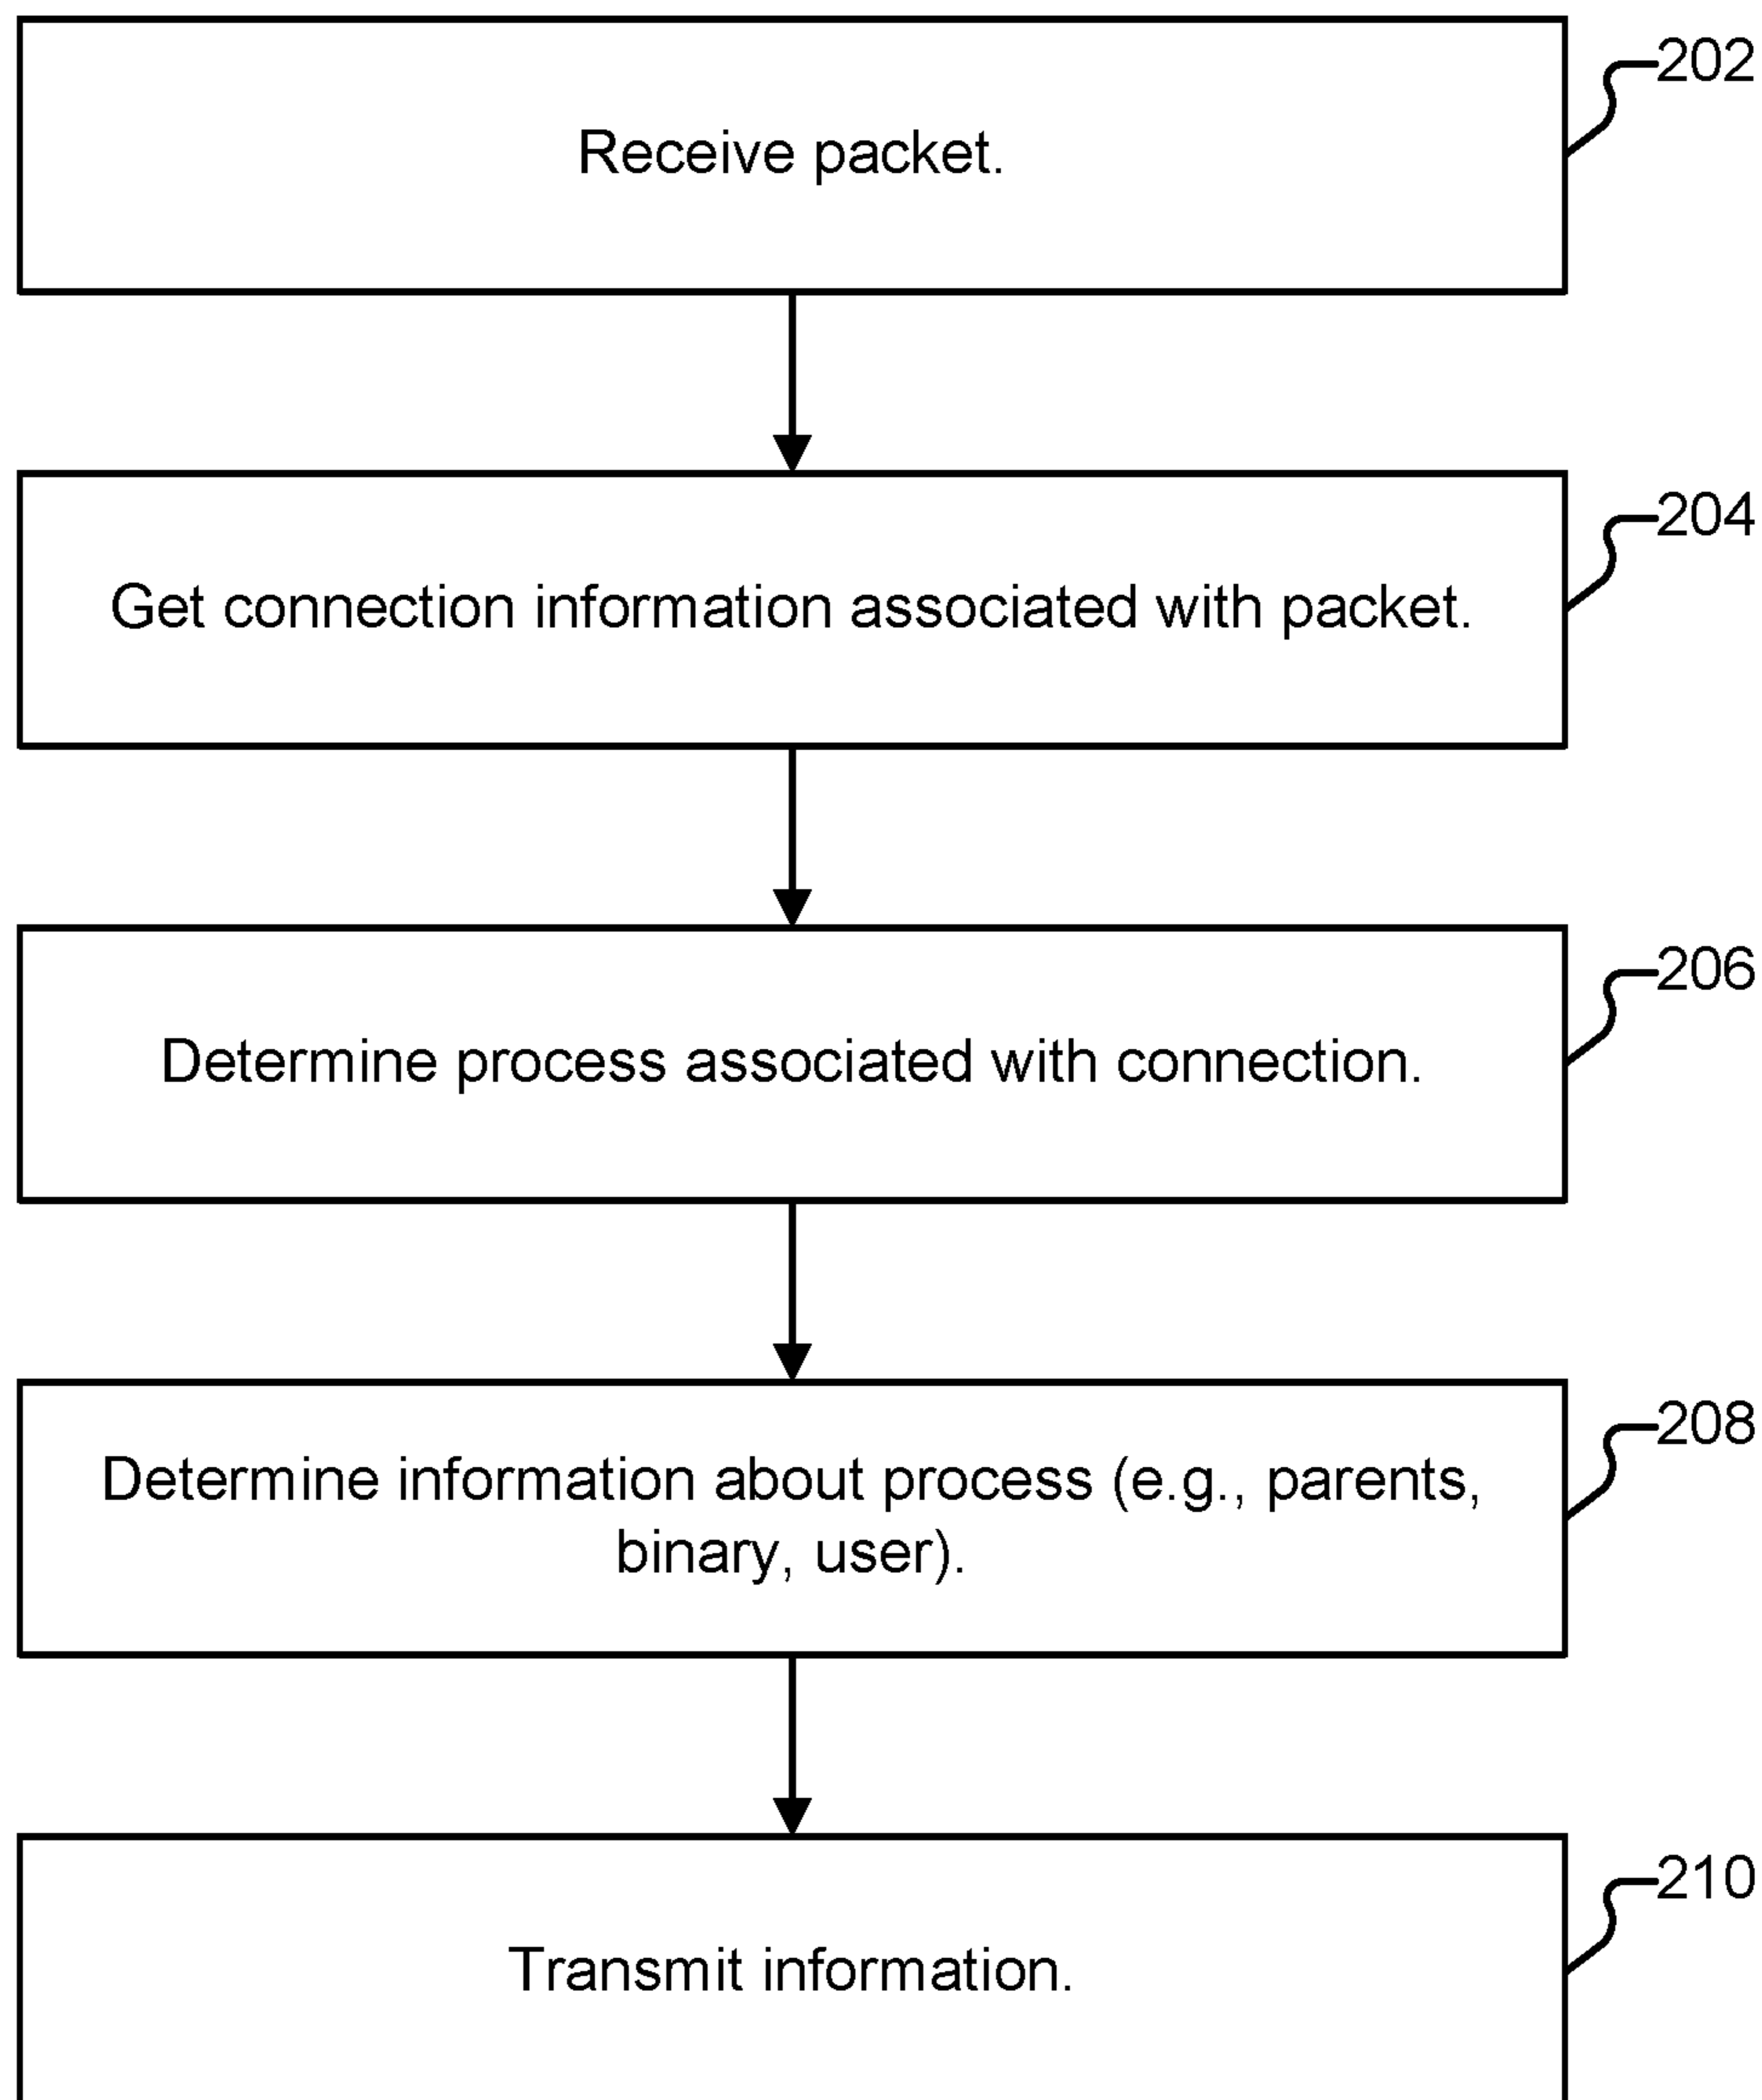 202
Receive packet.
204
Get connection information associated with packet.
206
Determine process associated with connection.
208
Determine information about process (e.g., parents,
binary, user).
210
Transmit information.